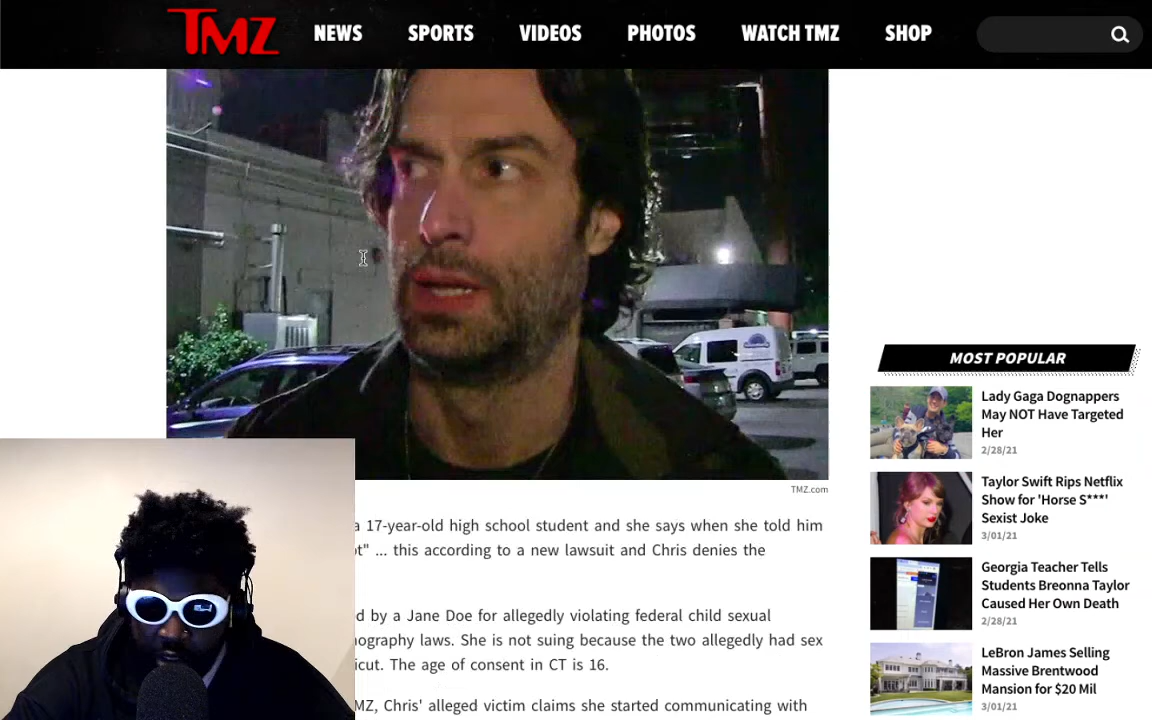 TMZ
NEWS
SPORTS
VIDEOS
PHOTOS
WATCH TMZ
SHOP
TMZ.com
a 17-year-old high school student and she says when she told him
" ... this according to a new lawsuit and Chris denies the
d by a Jane Doe for allegedly violating federal child sexual
ography laws. She is not suing because the two allegedly had sex
icut. The age of consent in CT is 16.
MZ, Chris' alleged victim claims she started communicating with
MOST POPULAR
Lady Gaga Dognappers
May NOT Have Targeted
Her
2/28/21
Taylor Swift Rips Netflix
Show for 'Horse S***'
Sexist Joke
3/01/21
Georgia Teacher Tells
Students Breonna Taylor
Caused Her Own Death
2/28/21
LeBron James Selling
Massive Brentwood
Mansion for $20 Mil
3/01/21